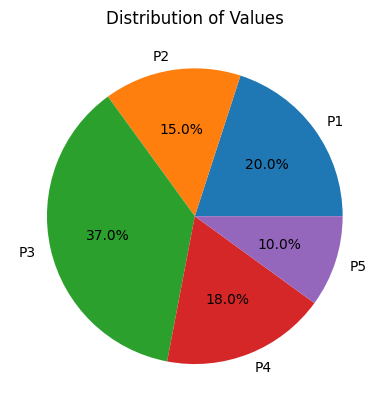 Distribution of Values
P2
P1
15.0%
20.0%
37.0%
10.0%
P3
P5
18.0%
P4